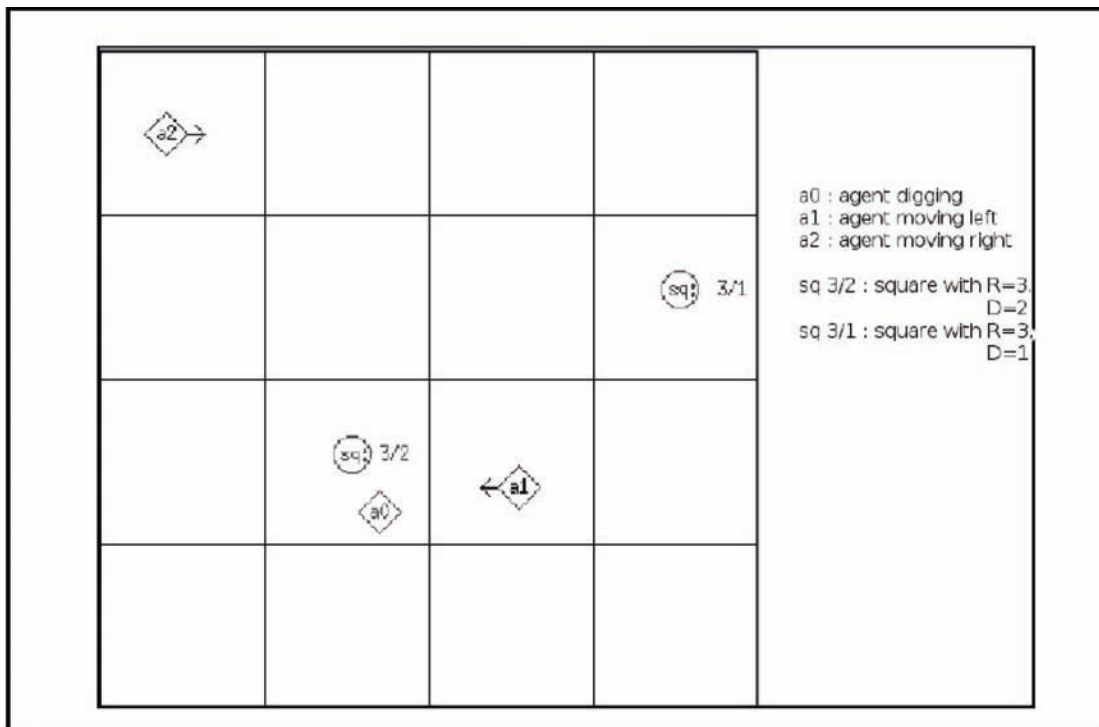 a2
a0 : agent digging
a1 : agent moving left
a2 : agent moving right
sq: 3/1
sq 3/2 : square with R=3.
D=2
sq 3/1 : square with R=3,
D=1
sq: 3/2
a1
a0